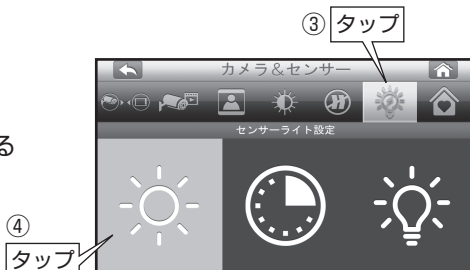 ③ タップ
カメラ&センサー
センサーライト設定
る
④
タップ